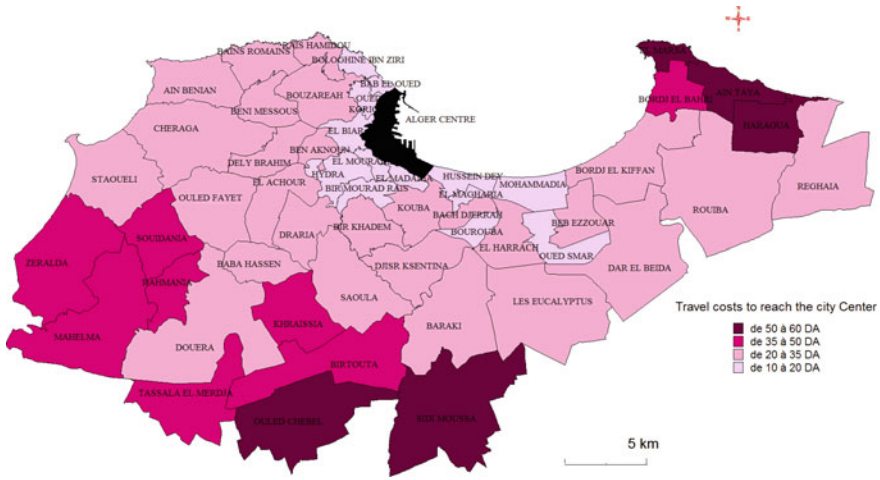 N
W E
S
RAIS HAMIDOU
BAINS ROMAINS
BOLOGHINE IBN ZIRI
EL MARSA
AIN BENIAN
BAB EL OUED
AIN TAYA
BOUZAREAH
OUED
BORDJ EL BAHRI
BENI MESSOUS
KORIC
ALGER CENTRE
HARAOUA
CHERAGA
EL BIAR
BEN AKNOUN
DELY BRAHIM
EL MOURAD
STAOUELI
HYDRA
EL MADANIA
HUSSEIN DEY
BORDJ EL KIFFAN
EL ACHOUR
MOHAMMADIA
REGHAIA
OULED FAYET
BIR MOURAD RAIS
EL MAGHARIA
KOUBA
BACH DJERRAH
ROUIBA
BIR KHADEM
BEB EZZOUAR
DRARIA
BOUROUBA
SOUIDANIA
EL HARRACH
OUED SMAR
ZERALDA
BABA HASSEN
DJISR KSENTINA
DAR EL BEIDA
RAHMANIA
SAOULA
LES EUCALYPTUS
Travel costs to reach the city Center
KHRAISSIA
BARAKI
de 50 à 60 DA
MAHELMA
de 35 à 50 DA
DOUERA
de 20 à 35 DA
BIRTOUTA
de 10 à 20 DA
TASSALA EL MERDJA
OULED CHEBEL
SIDI MOUSSA
5 km